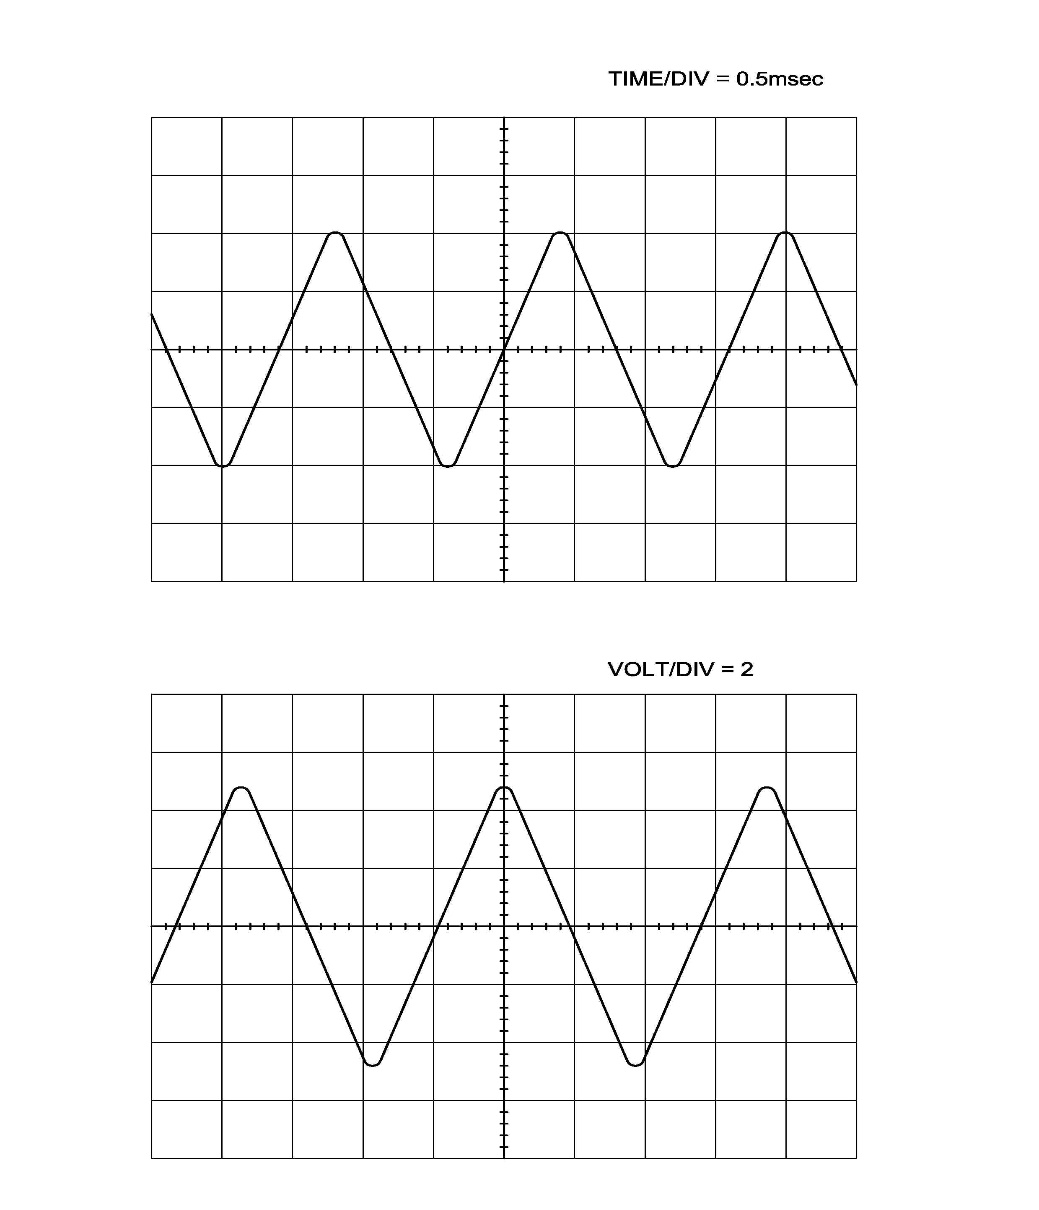 TIME/DIV = 0.5msec
VOLT/DIV = 2